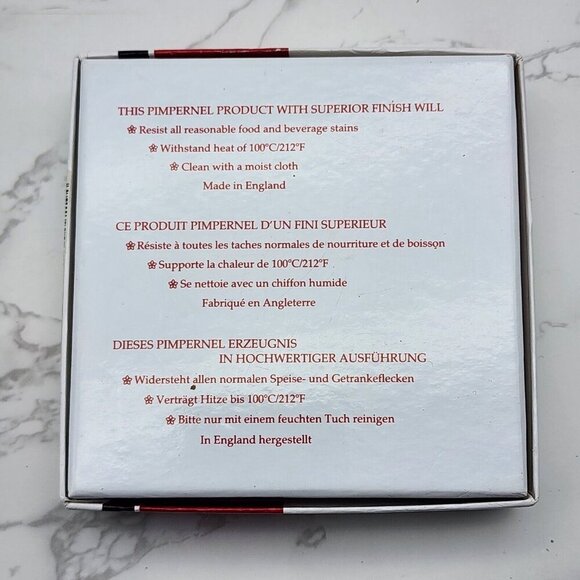 THIS PIMPERNEL PRODUCT WITH SUPERIOR FINISH WILL
❀ Resist all reasonable food and beverage stains
❀ Withstand heat of 100°C/212°F
❀ Clean with a moist cloth
Made in England
CE PRODUIT PIMPERNEL D'UN FINI SUPERIEUR
❀ Résiste à toutes les taches normales de nourriture et de boisson
❀ Supporte la chaleur de 100°C/212°F
❀ Se nettoie avec un chiffon humide
Fabriqué en Angleterre
DIESES PIMPERNEL ERZEUGNIS
IN HOCHWERTIGER AUSFÜHRUNG
❀ Widersteht allen normalen Speise- und Getrankeflecken
❀ Verträgt Hitze bis 100°C/212°F
❀ Bitte nur mit einem feuchten Tuch reinigen
In England hergestellt